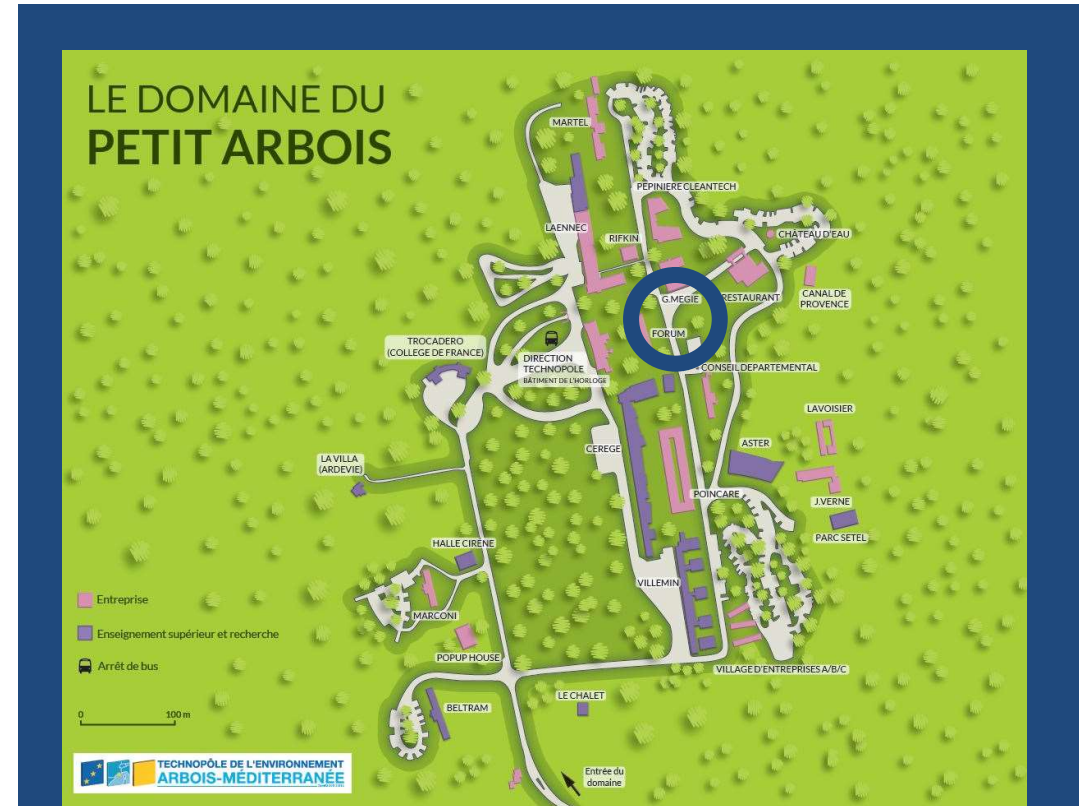 LE DOMAINE DU
PETIT ARBOIS
MARTEL
PEPINIERE CLEANTECH
LAENNEC
RIFKIN
CHÂTEAU D'EAU
G.MEGIE
RESTAURANT
CANAL DE
PROVENCE
FORUM
TROCADERO
(COLLEGE DE FRANCE)
DIRECTION
TECHNOPOLE
BÂTIMENT DE L'HORLOGE
CONSEIL DEPARTEMENTAL
LAVOISIER
CEREGE
ASTER
LA VILLA
(ARDEVIE)
POINCARE
J.VERNE
PARC SETEL
HALLE CIRENE
VILLEMIN
Entreprise
MARCONI
Enseignement supérieur et recherche
POPUP HOUSE
Arrêt de bus
VILLAGE D'ENTREPRISES A/B/C
LE CHALET
BELTRAM
0 100 m
TECHNOPÔLE DE L'ENVIRONNEMENT
ARBOIS-MÉDITERRANÉE
Entrée du
domaine